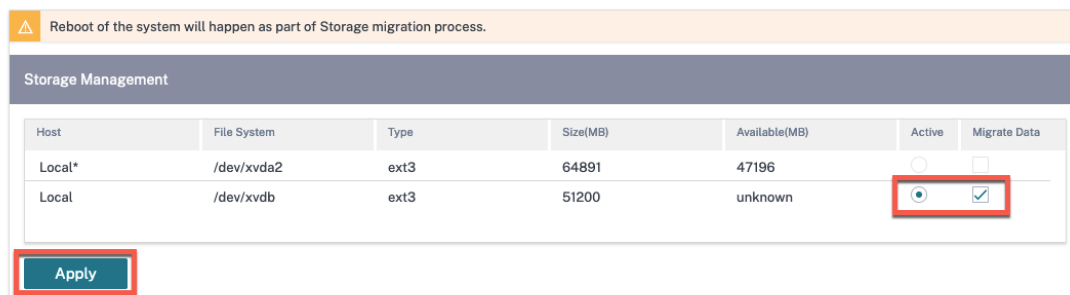 Reboot of the system will happen as part of Storage migration process.
Storage Management
Host File System Type Size(MB) Available(MB) Active Migrate Data
Local* /dev/xvda2 ext3 64891 47196
Local /dev/xvdb ext3 51200 unknown
Apply